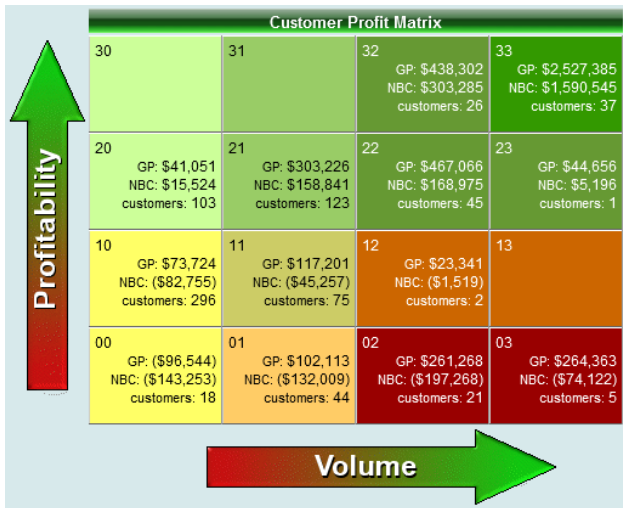 Customer Profit Matrix
30
31
32
GP: $438,302
NBC: $303,285
customers: 26
33
GP: $2,527,385
NBC: $1,590,545
customers: 37
20
GP: $41,051
NBC: $15,524
customers: 103
21
GP: $303,226
NBC: $158,841
customers: 123
22
GP: $467,066
NBC: $168,975
customers: 45
23
GP: $44,656
NBC: $5,196
customers: 1
10
GP: $73,724
NBC: ($82,755)
customers: 296
11
GP: $117,201
NBC: ($45,257)
customers: 75
12
GP: $23,341
NBC: ($1,519)
customers: 2
13
00
GP: ($96,544)
NBC: ($143,253)
customers: 18
01
GP: $102,113
NBC: ($132,009)
customers: 44
02
GP: $261,268
NBC: ($197,268)
customers: 21
03
GP: $264,363
NBC: ($74,122)
customers: 5
Profitability
Volume